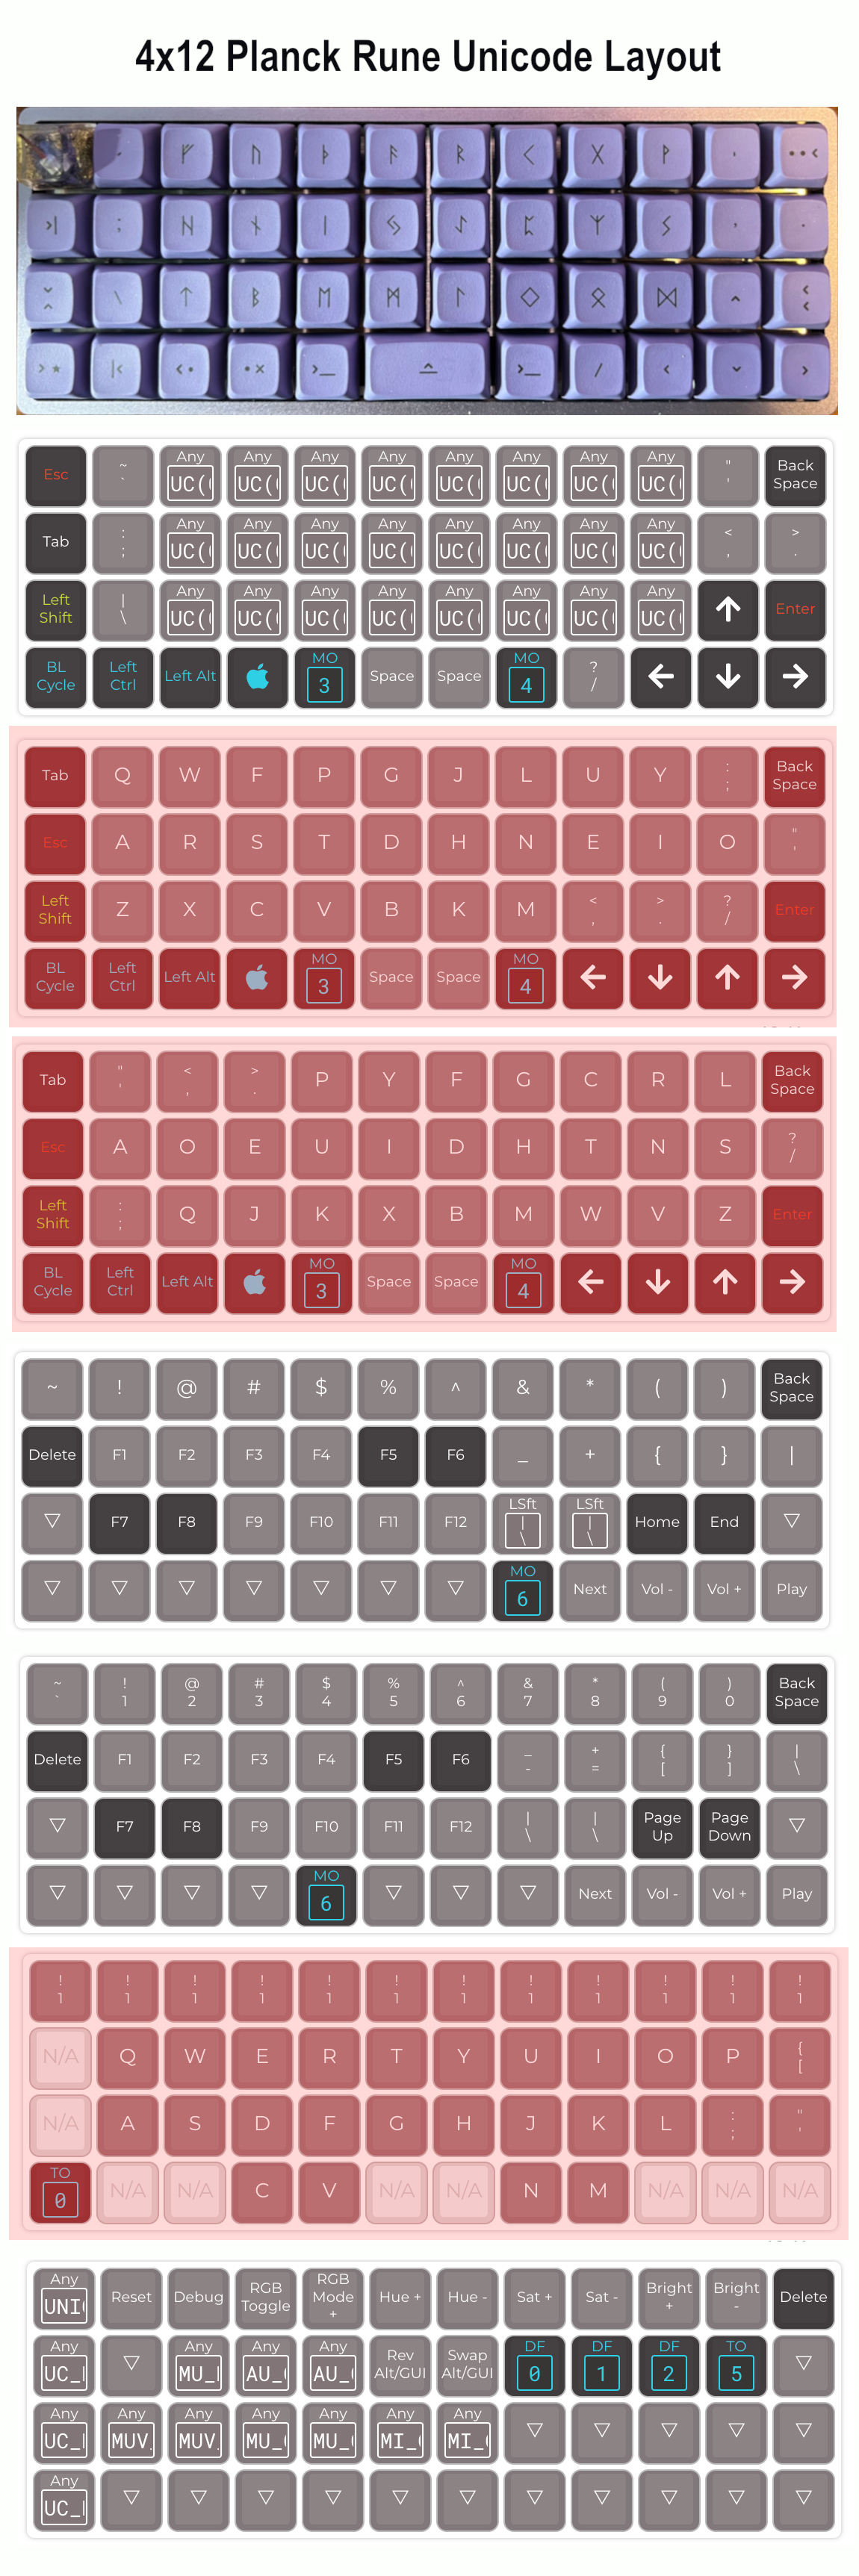 4x12 Planck Rune Unicode Layout
ᚠ ᚢ ᚦ ᚨ ᚱ ᚲ ᚷ ᚹ '
; ᚺ ᚾ ᛁ ᛃ ᛇ ᛈ ᛉ ᛊ , .
\ ᛏ ᛒ ᛖ ᛗ ᛚ ᛜ ᛟ ᛞ
/
Esc ~ ` Any UC( Any UC( Any UC( Any UC( Any UC( Any UC( Any UC( Any UC( " ' Back Space
Tab : ; Any UC( Any UC( Any UC( Any UC( Any UC( Any UC( Any UC( Any UC( < , > .
Left Shift | \ Any UC( Any UC( Any UC( Any UC( Any UC( Any UC( Any UC( Any UC( ↑ Enter
BL Cycle Left Ctrl Left Alt MO 3 Space Space MO 4 ? / ← ↓ →
Tab Q W F P G J L U Y : ; Back Space
Esc A R S T D H N E I O " '
Left Shift Z X C V B K M < , > . ? / Enter
BL Cycle Left Ctrl Left Alt MO 3 Space Space MO 4 ← ↓ ↑ →
Tab " ' < , > . P Y F G C R L Back Space
Esc A O E U I D H T N S ? /
Left Shift : ; Q J K X B M W V Z Enter
BL Cycle Left Ctrl Left Alt MO 3 Space Space MO 4 ← ↓ ↑ →
~ ! @ # $ % ^ & * ( ) Back Space
Delete F1 F2 F3 F4 F5 F6 _ + { } |
▽ F7 F8 F9 F10 F11 F12 LSft | \ LSft | \ Home End ▽
▽ ▽ ▽ ▽ ▽ ▽ ▽ MO 6 Next Vol - Vol + Play
~ ` ! 1 @ 2 # 3 $ 4 % 5 ^ 6 & 7 * 8 ( 9 ) 0 Back Space
Delete F1 F2 F3 F4 F5 F6 _ - + = { [ } ] | \
▽ F7 F8 F9 F10 F11 F12 | \ | \ Page Up Page Down ▽
▽ ▽ ▽ ▽ MO 6 ▽ ▽ ▽ Next Vol - Vol + Play
! 1 ! 1 ! 1 ! 1 ! 1 ! 1 ! 1 ! 1 ! 1 ! 1 ! 1 ! 1
N/A Q W E R T Y U I O P { [
N/A A S D F G H J K L : ; " '
TO 0 N/A N/A C V N/A N/A N M N/A N/A N/A
Any UNI Reset Debug RGB Toggle RGB Mode + Hue + Hue - Sat + Sat - Bright + Bright - Delete
Any UC_ ▽ Any MU_ Any AU_ Any AU_ Rev Alt/GUI Swap Alt/GUI DF 0 DF 1 DF 2 TO 5 ▽
Any UC_ Any MUV Any MUV Any MU_ Any MU_ Any MI_ Any MI_ ▽ ▽ ▽ ▽ ▽
Any UC_ ▽ ▽ ▽ ▽ ▽ ▽ ▽ ▽ ▽ ▽ ▽